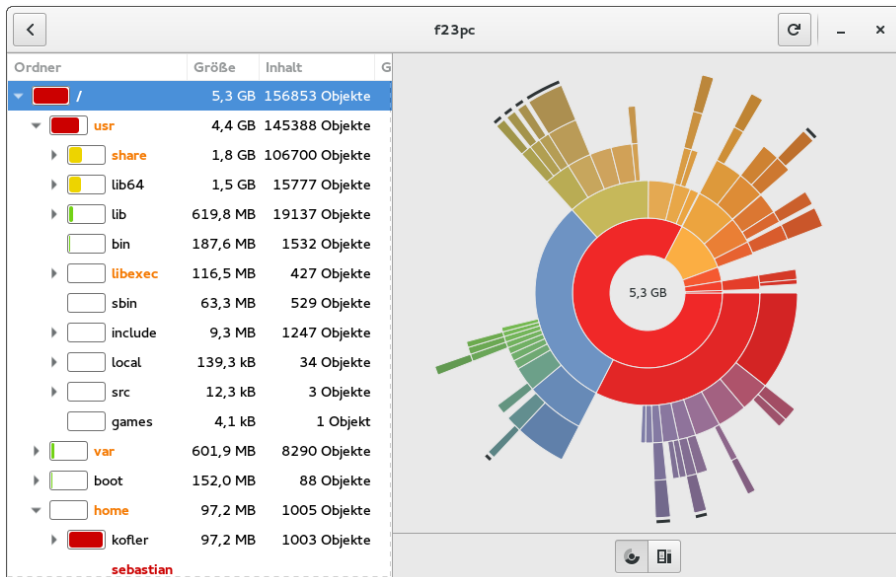 f23pc
Ordner Größe Inhalt G
/ 5,3 GB 156853 Objekte
usr 4,4 GB 145388 Objekte
share 1,8 GB 106700 Objekte
lib64 1,5 GB 15777 Objekte
lib 619,8 MB 19137 Objekte
bin 187,6 MB 1532 Objekte
libexec 116,5 MB 427 Objekte
sbin 63,3 MB 529 Objekte
include 9,3 MB 1247 Objekte
local 139,3 kB 34 Objekte
src 12,3 kB 3 Objekte
games 4,1 kB 1 Objekt
var 601,9 MB 8290 Objekte
boot 152,0 MB 88 Objekte
home 97,2 MB 1005 Objekte
kofler 97,2 MB 1003 Objekte
sebastian
5,3 GB